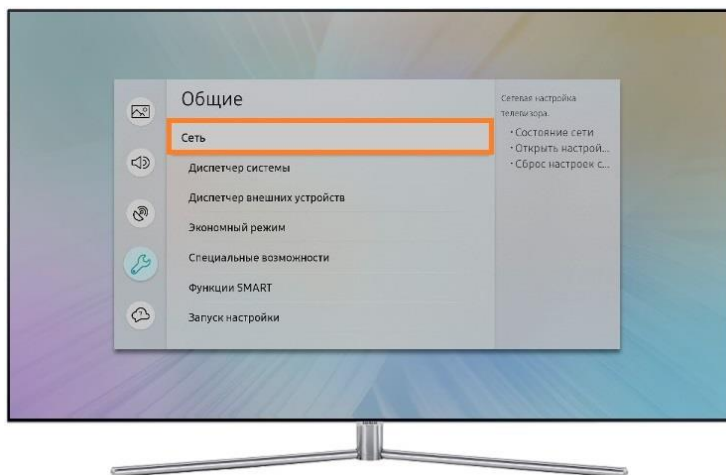 Общие
Сеть
Диспетчер системы
Диспетчер внешних устройств
Экономный режим
Специальные возможности
Функции SMART
Запуск настройки
Сетевая настройка
телевизора.
• Состояние сети
• Открыть настрой...
• Сброс настроек с...